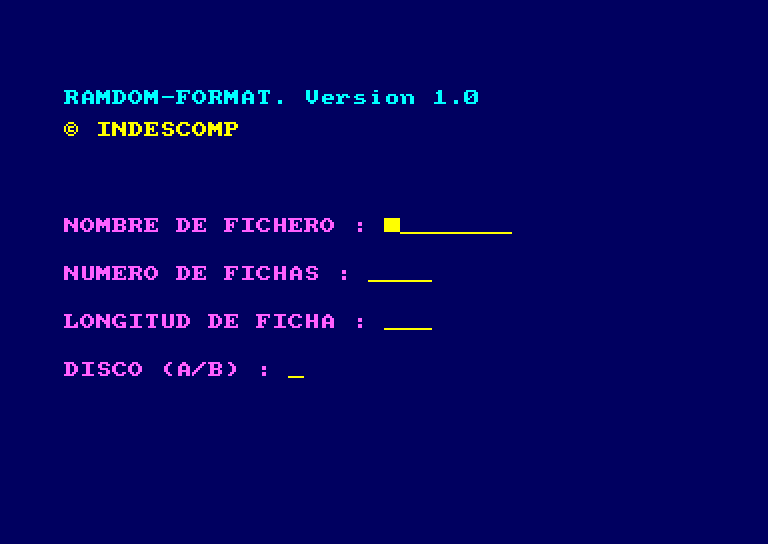 RAMDOM-FORMAT. Version 1.0
© INDESCOMP
NOMBRE DE FICHERO : ________
NUMERO DE FICHAS : ____
LONGITUD DE FICHA : ___
DISCO (A/B) : _